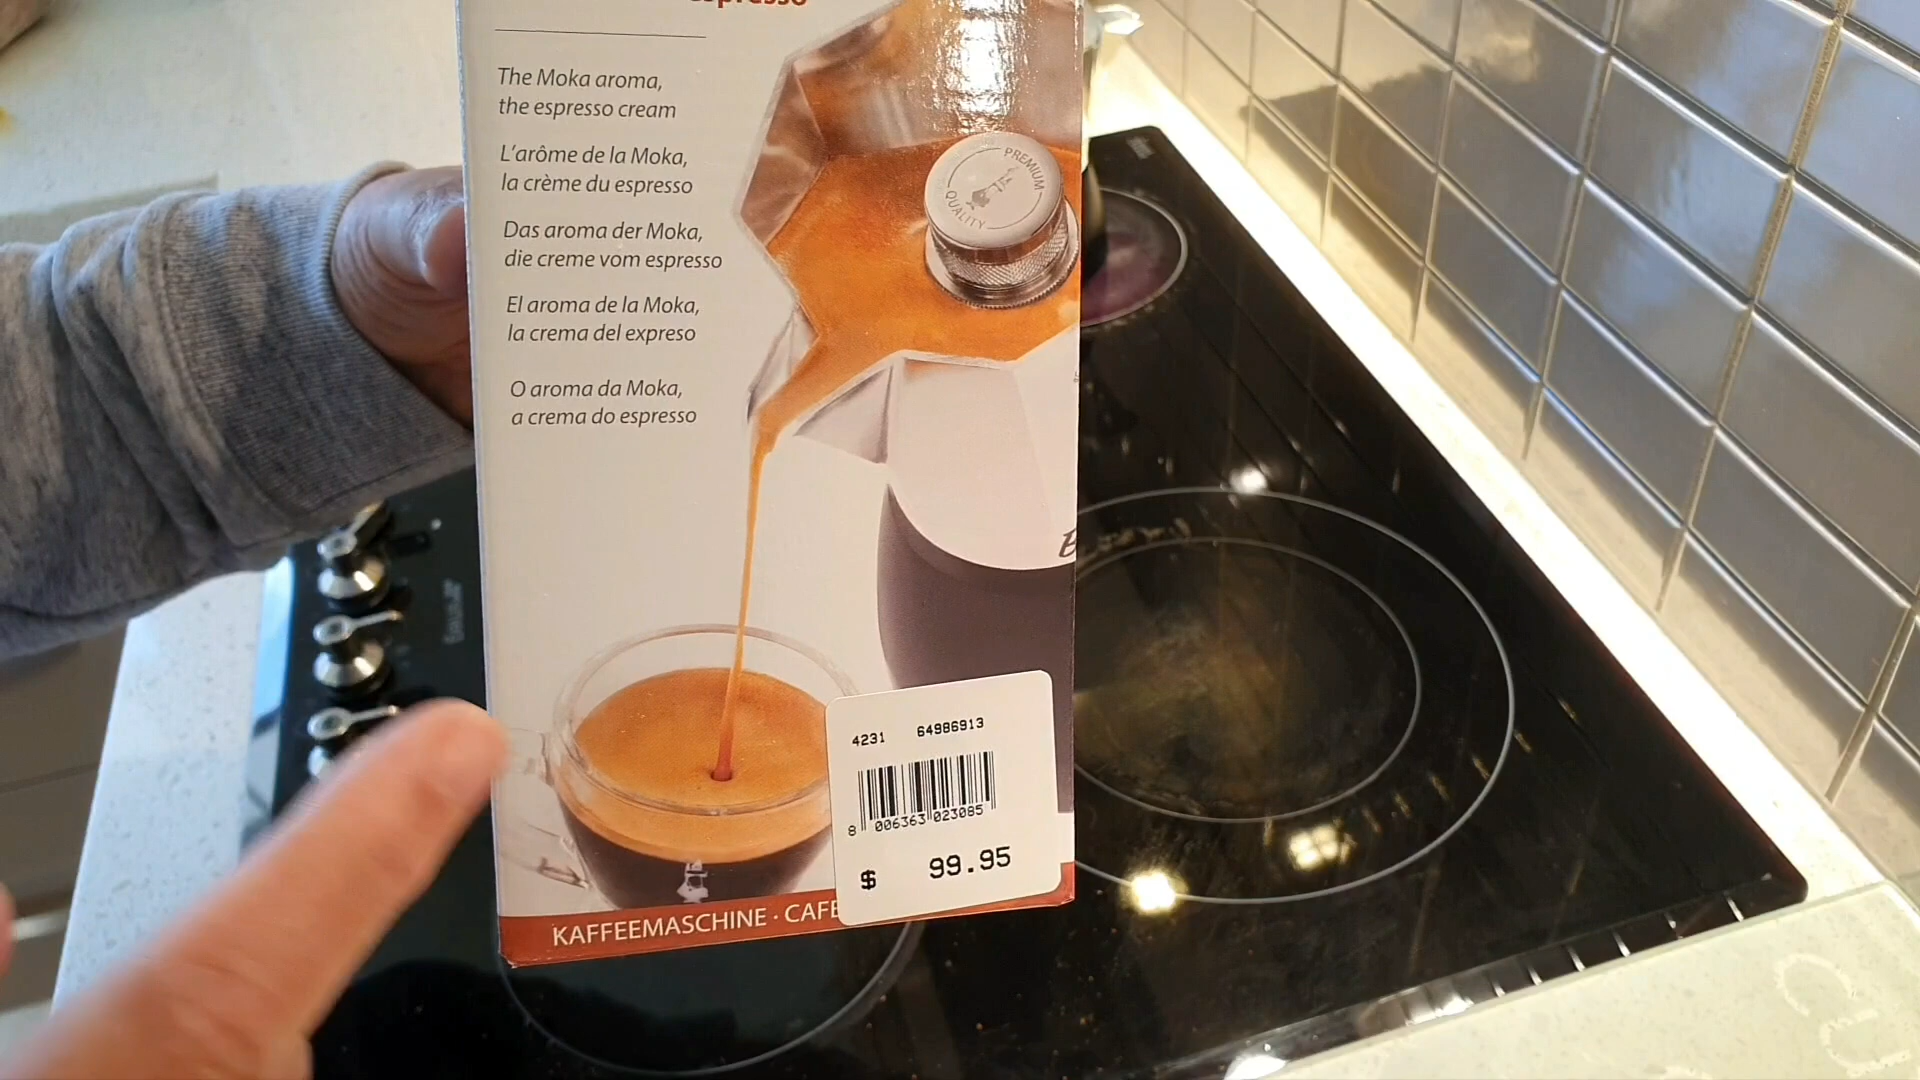 espresso
The Moka aroma,
the espresso cream
L'arôme de la Moka,
la crème du espresso
Das aroma der Moka,
die creme vom espresso
El aroma de la Moka,
la crema del expreso
O aroma da Moka,
a crema do espresso
PREMIUM
QUALITY
4231 64986913
8 006363 023085
$ 99.95
KAFFEEMASCHINE · CAFE